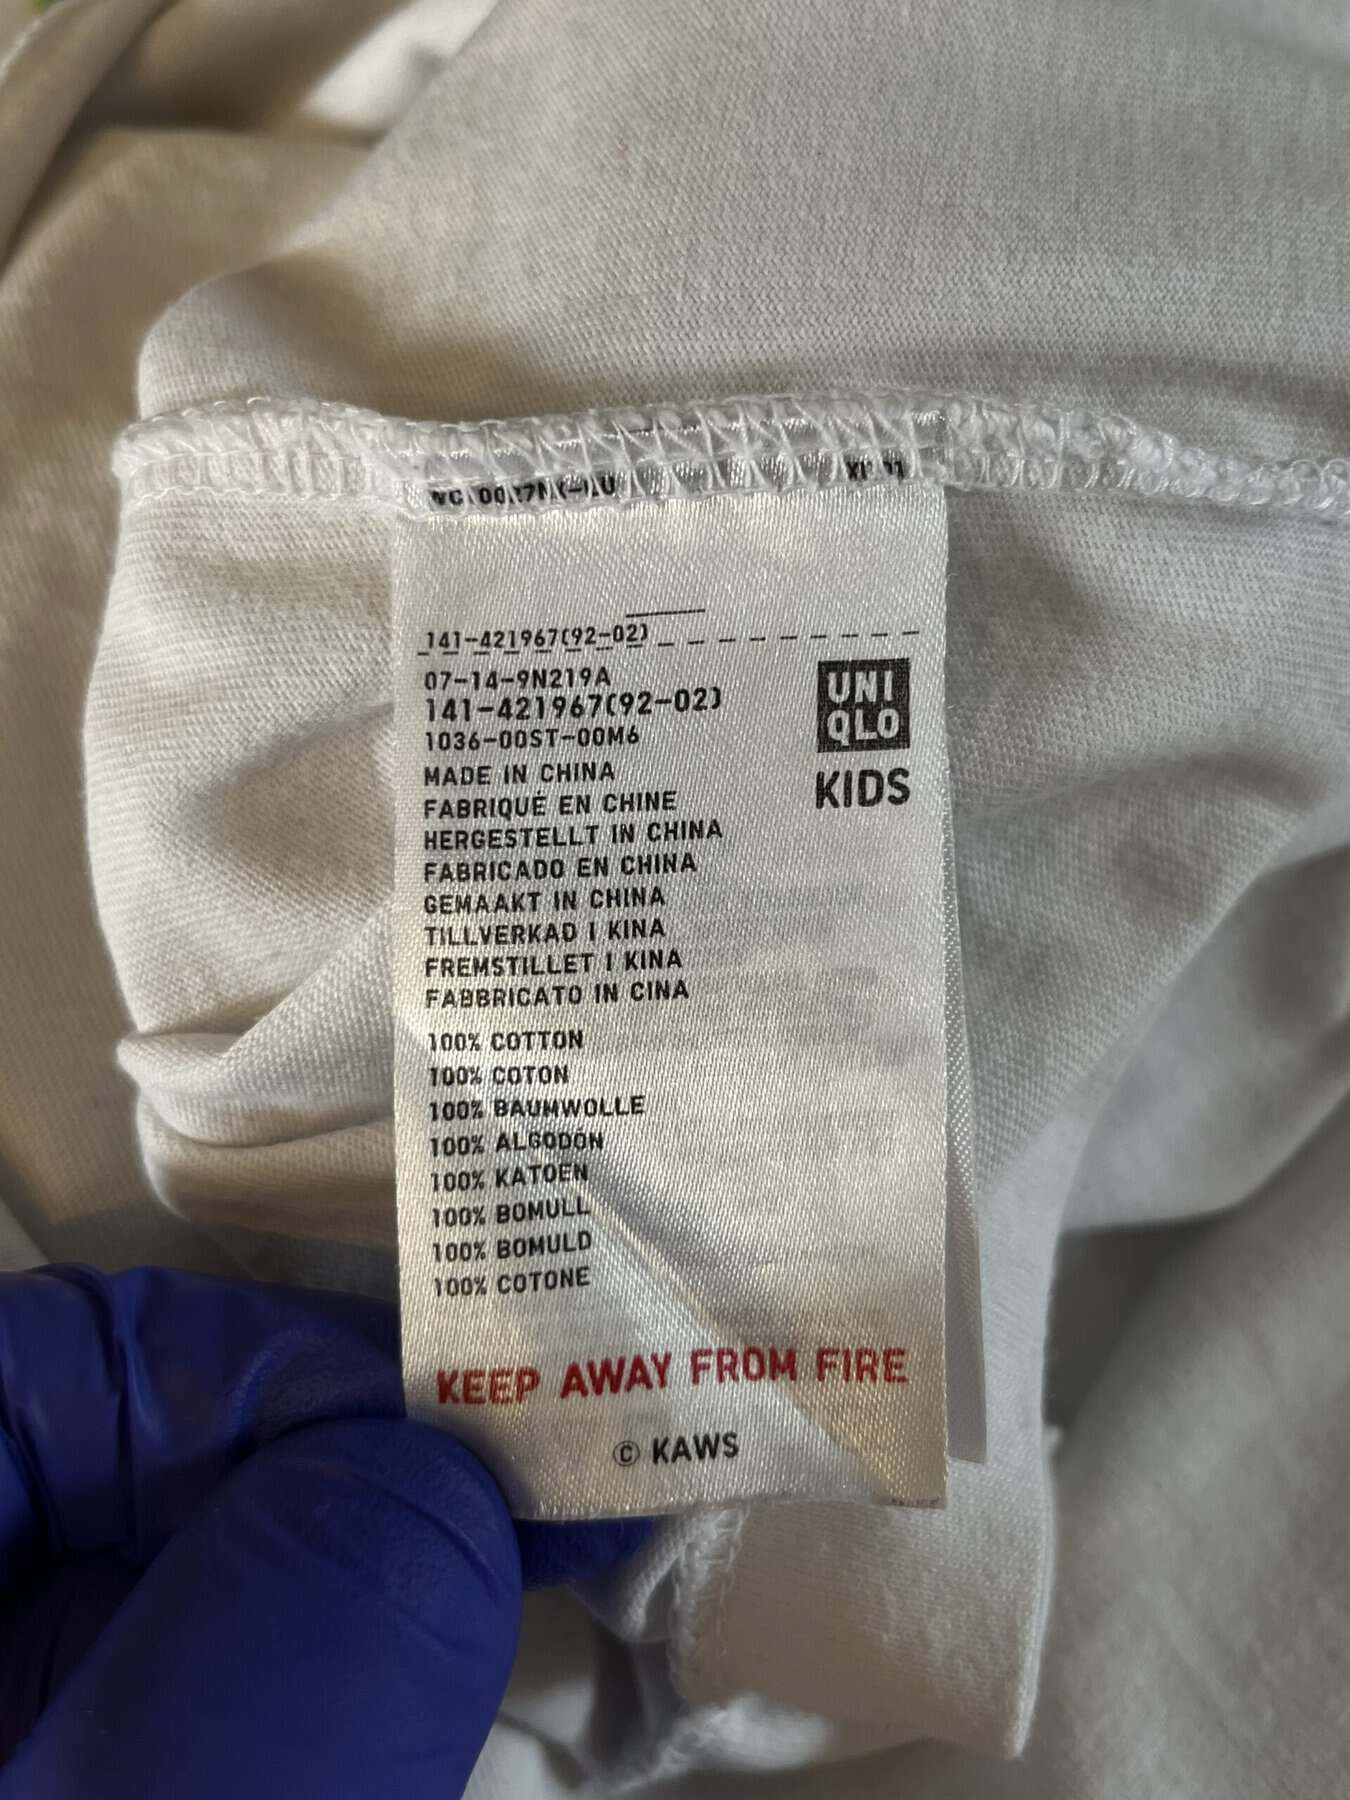 141-421967(92-02)
07-14-9N219A
141-421967(92-02)
1036-00ST-00M6
UNI
QLO
KIDS
MADE IN CHINA
FABRIQUÉ EN CHINE
HERGESTELLT IN CHINA
FABRICADO EN CHINA
GEMAAKT IN CHINA
TILLVERKAD I KINA
FREMSTILLET I KINA
FABBRICATO IN CINA
100% COTTON
100% COTON
100% BAUMWOLLE
100% ALGODÓN
100% KATOEN
100% BOMULL
100% BOMULD
100% COTONE
KEEP AWAY FROM FIRE
© KAWS